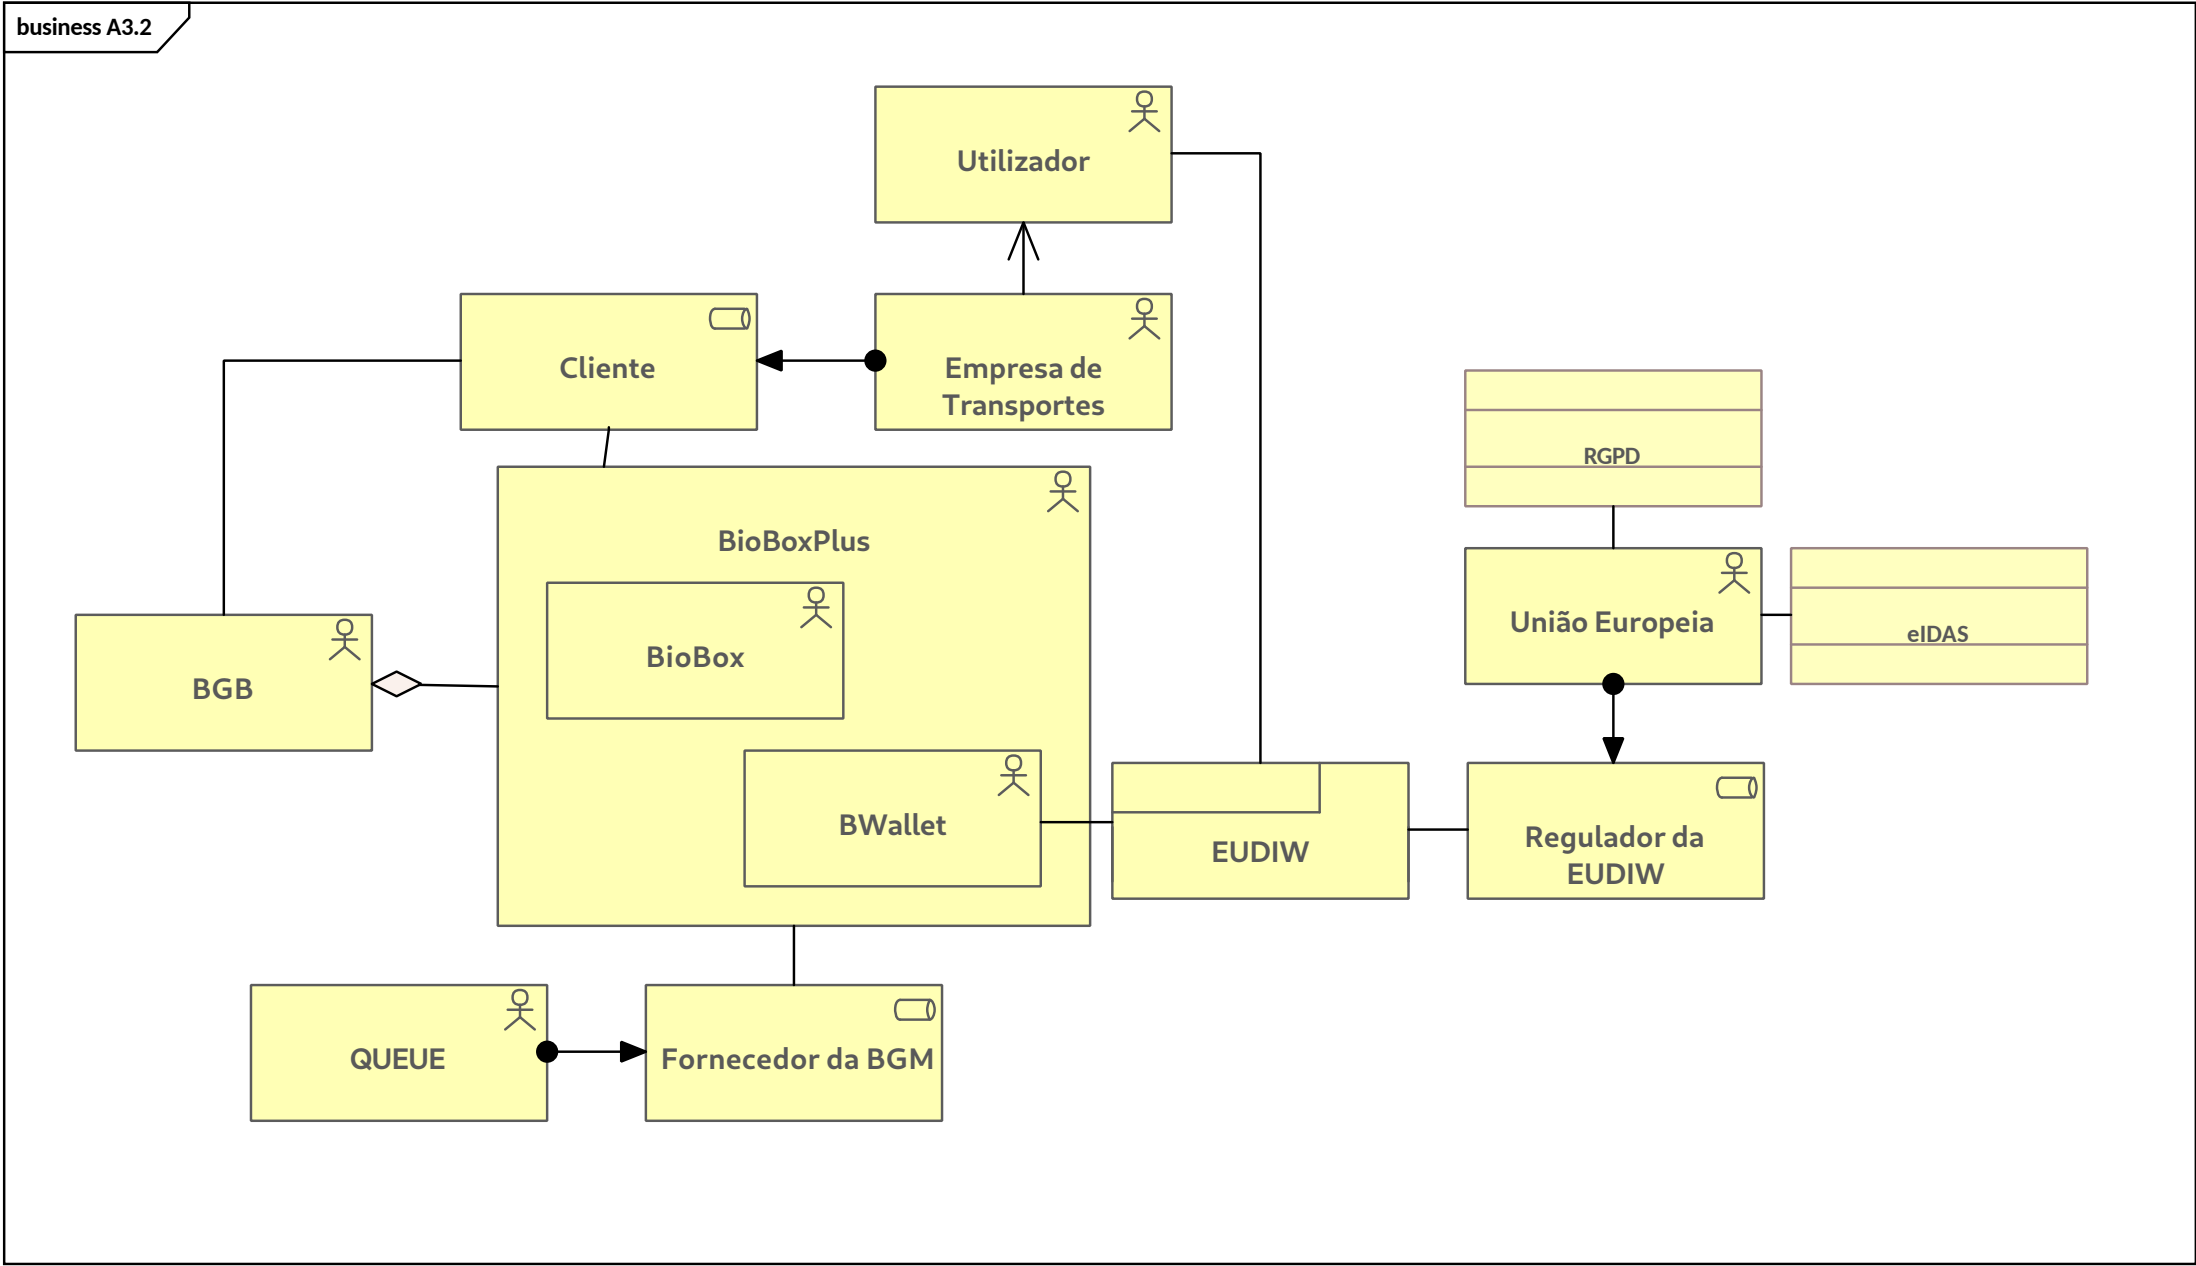 business A3.2
Utilizador
Cliente
Empresa de
Transportes
RGPD
BioBoxPlus
União Europeia
eIDAS
BioBox
BGB
BWallet
EUDIW
Regulador da
EUDIW
QUEUE
Fornecedor da BGM